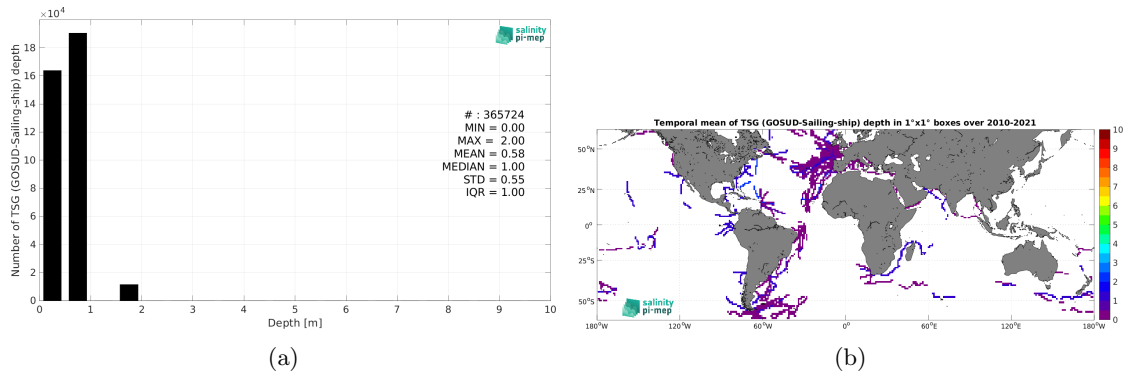 ×10⁴
18
16
14
12
10
8
6
4
2
0
Number of TSG (GOSUD-Sailing-ship) depth
0 1 2 3 4 5 6 7 8 9 10
Depth [m]
salinity
pi-mep
# : 365724
MIN = 0.00
MAX = 2.00
MEAN = 0.58
MEDIAN = 1.00
STD = 0.55
IQR = 1.00
(a)
Temporal mean of TSG (GOSUD-Sailing-ship) depth in 1°x1° boxes over 2010-2021
50°N
25°N
0°
25°S
50°S
180°W 120°W 60°W 0° 60°E 120°E 180°W
salinity
pi-mep
10
9
8
7
6
5
4
3
2
1
0
(b)